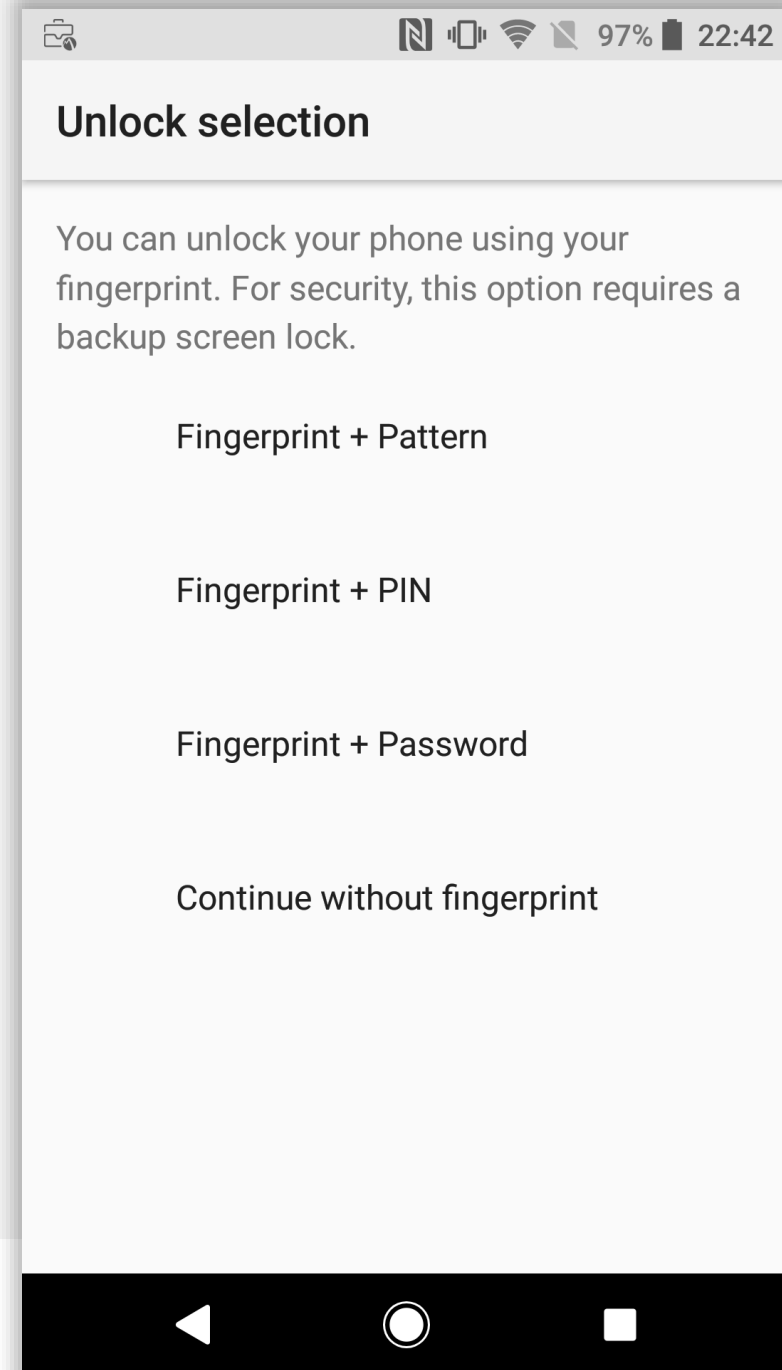 97% 22:42
Unlock selection
You can unlock your phone using your
fingerprint. For security, this option requires a
backup screen lock.
Fingerprint + Pattern
Fingerprint + PIN
Fingerprint + Password
Continue without fingerprint